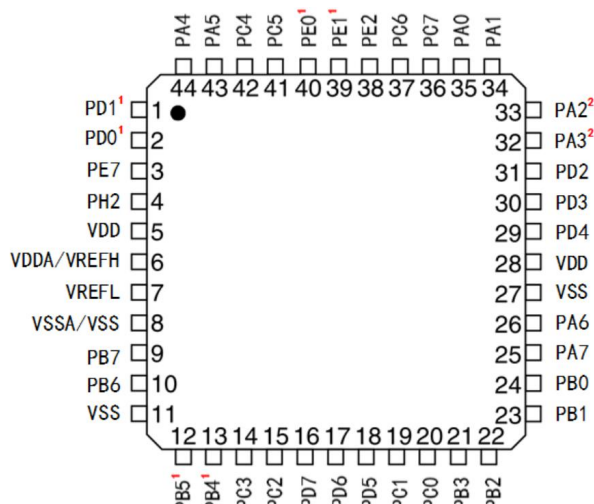 PA4 PA5 PC4 PC5 PE0¹ PE1¹ PE2 PC6 PC7 PA0 PA1
44 43 42 41 40 39 38 37 36 35 34
PD1¹ 1
PD0¹ 2
PE7 3
PH2 4
VDD 5
VDDA/VREFH 6
VREFL 7
VSSA/VSS 8
PB7 9
PB6 10
VSS 11
33 PA2²
32 PA3²
31 PD2
30 PD3
29 PD4
28 VDD
27 VSS
26 PA6
25 PA7
24 PB0
23 PB1
12 13 14 15 16 17 18 19 20 21 22
PB5¹ PB4¹ PC3 PC2 PD7 PD6 PD5 PC1 PC0 PB3 PB2